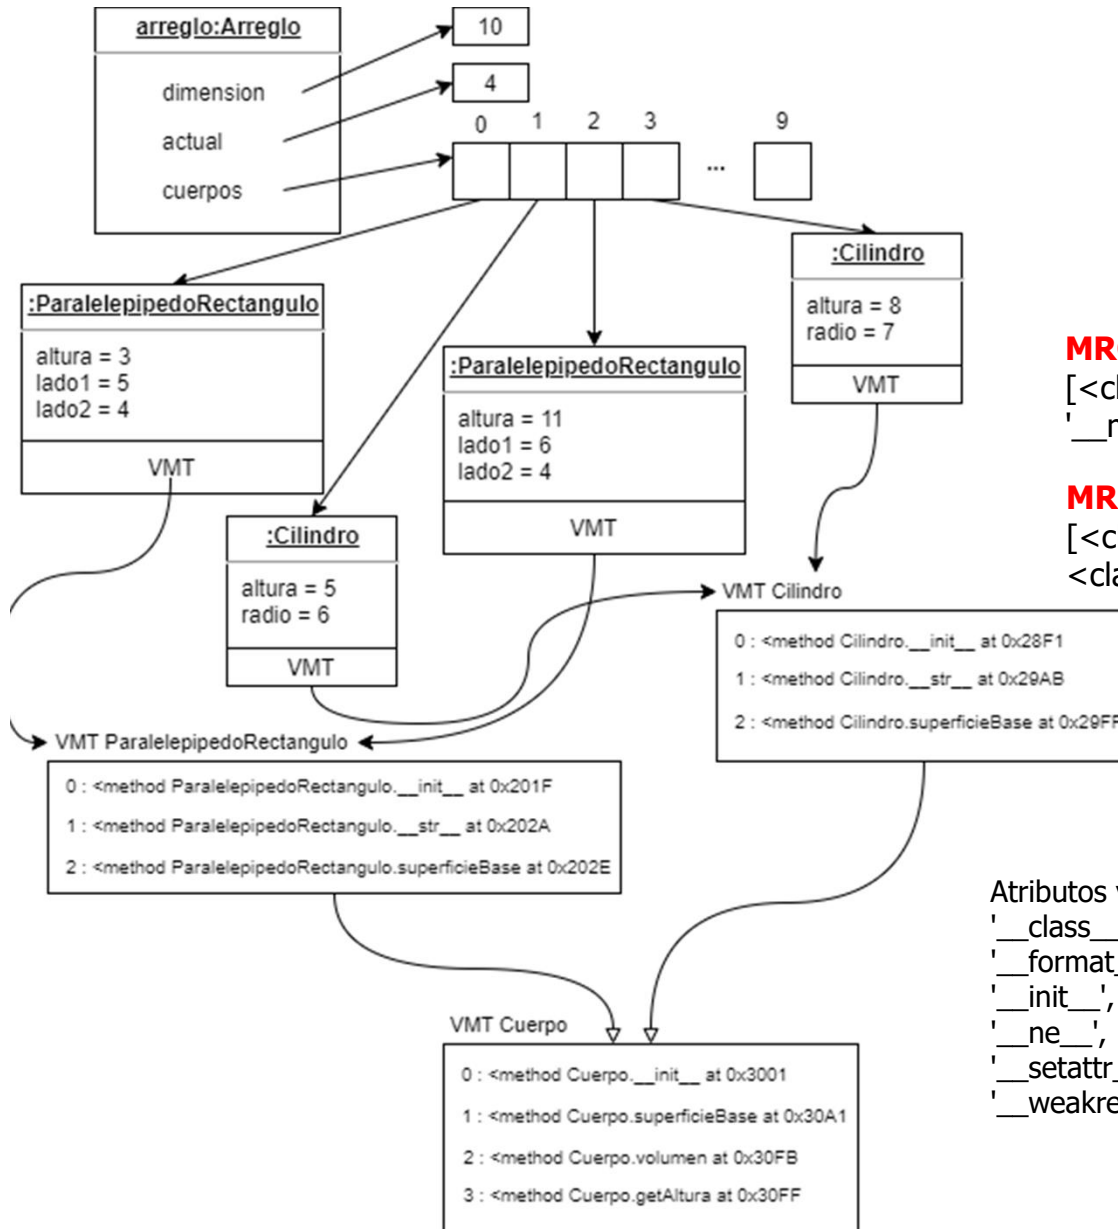 arreglo:Arreglo
dimension
actual
cuerpos
10
4
0 1 2 3 9
...
:ParalelepipedoRectangulo
altura = 3
lado1 = 5
lado2 = 4
VMT
:Cilindro
altura = 5
radio = 6
VMT
:ParalelepipedoRectangulo
altura = 11
lado1 = 6
lado2 = 4
VMT
:Cilindro
altura = 8
radio = 7
VMT
VMT Cilindro
0 : <method Cilindro.__init__ at 0x28F1
1 : <method Cilindro.__str__ at 0x29AB
2 : <method Cilindro.superficieBase at 0x29FF
VMT ParalelepipedoRectangulo
0 : <method ParalelepipedoRectangulo.__init__ at 0x201F
1 : <method ParalelepipedoRectangulo.__str__ at 0x202A
2 : <method ParalelepipedoRectangulo.superficieBase at 0x202E
VMT Cuerpo
0 : <method Cuerpo.__init__ at 0x3001
1 : <method Cuerpo.superficieBase at 0x30A1
2 : <method Cuerpo.volumen at 0x30FB
3 : <method Cuerpo.getAltura at 0x30FF
MR
[<cl
'__
MR
[<c
<cla
Atributos
'__class__
'__format_
'__init__',
'__ne__',
'__setattr_
'__weakre